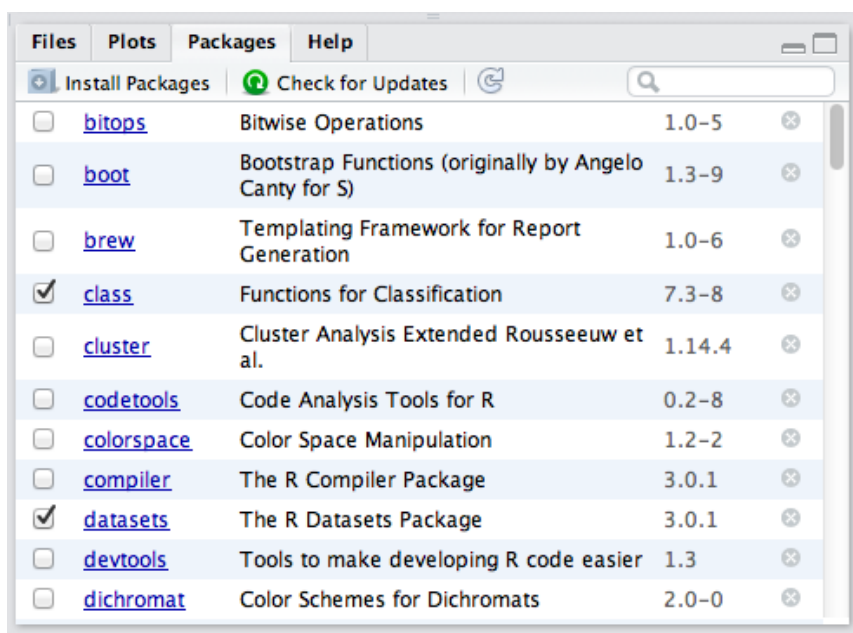 Files Plots Packages Help
Install Packages Check for Updates
bitops Bitwise Operations 1.0-5
boot Bootstrap Functions (originally by Angelo Canty for S) 1.3-9
brew Templating Framework for Report Generation 1.0-6
class Functions for Classification 7.3-8
cluster Cluster Analysis Extended Rousseeuw et al. 1.14.4
codetools Code Analysis Tools for R 0.2-8
colorspace Color Space Manipulation 1.2-2
compiler The R Compiler Package 3.0.1
datasets The R Datasets Package 3.0.1
devtools Tools to make developing R code easier 1.3
dichromat Color Schemes for Dichromats 2.0-0